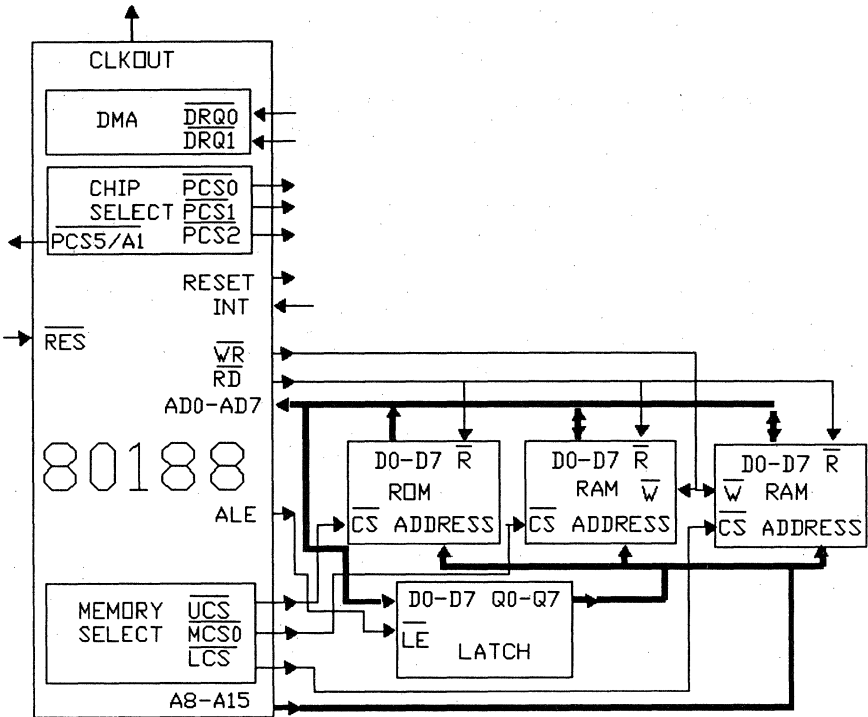 CLKOUT
DMA DRQ0
DRQ1
CHIP PCS0
SELECT PCS1
PCS5/A1 PCS2
RESET
INT
RES
WR
RD
AD0-AD7
80188
ALE
MEMORY UCS
SELECT MCS0
LCS
A8-A15
D0-D7 R
ROM
CS ADDRESS
D0-D7 R
RAM W
CS ADDRESS
D0-D7 R
W RAM
CS ADDRESS
D0-D7 Q0-Q7
LE
LATCH